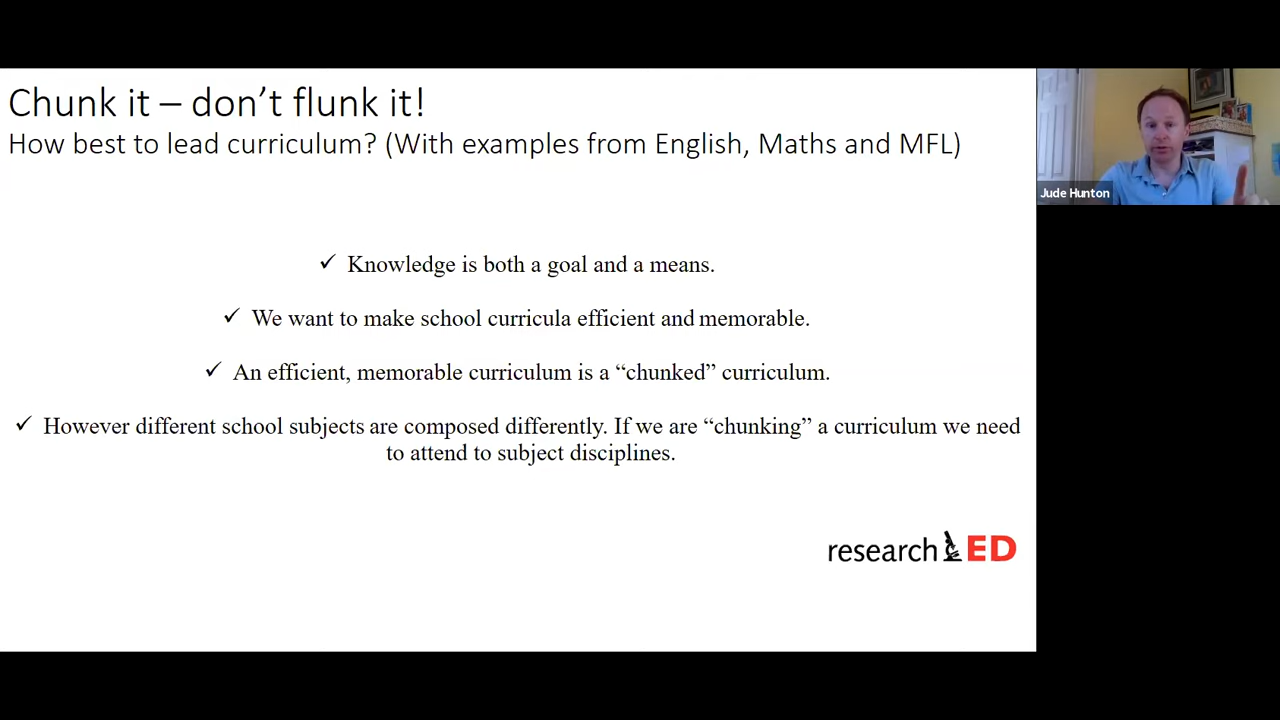 Chunk it – don’t flunk it!
How best to lead curriculum? (With examples from English, Maths and MFL)
✓ Knowledge is both a goal and a means.
✓ We want to make school curricula efficient and memorable.
✓ An efficient, memorable curriculum is a “chunked” curriculum.
✓ However different school subjects are composed differently. If we are “chunking” a curriculum we need
to attend to subject disciplines.
researchED
Jude Hunton